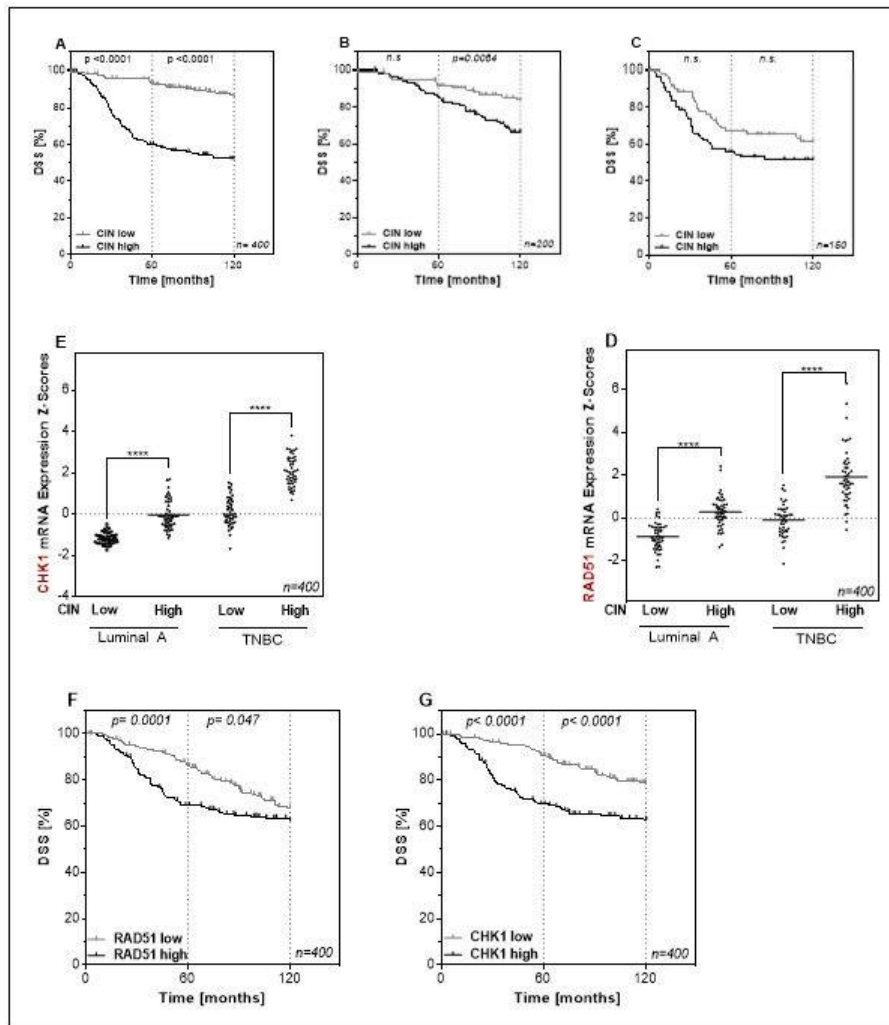 A
p <0.0001 p <0.0001
100
80
60
40
20
0
DSS [%]
CIN low
CIN high
n= 400
0 60 120
Time [months]
B
n.s p=0.0064
100
80
60
40
20
0
DSS [%]
CIN low
CIN high
n=200
0 60 120
Time [months]
C
n.s. n.s.
100
80
60
40
20
0
DSS [%]
CIN low
CIN high
n=160
0 60 120
Time [months]
E
CHK1 mRNA Expression Z-Scores
6
4
2
0
-2
-4
****
****
n=400
CIN Low High Low High
Luminal A TNBC
D
RAD51 mRNA Expression Z-Scores
6
4
2
0
-2
****
****
n=400
CIN Low High Low High
Luminal A TNBC
F
p= 0.0001 p= 0.047
100
80
60
40
20
0
DSS [%]
RAD51 low
RAD51 high
n=400
0 60 120
Time [months]
G
p< 0.0001 p< 0.0001
100
80
60
40
20
0
DSS [%]
CHK1 low
CHK1 high
n=400
0 60 120
Time [months]